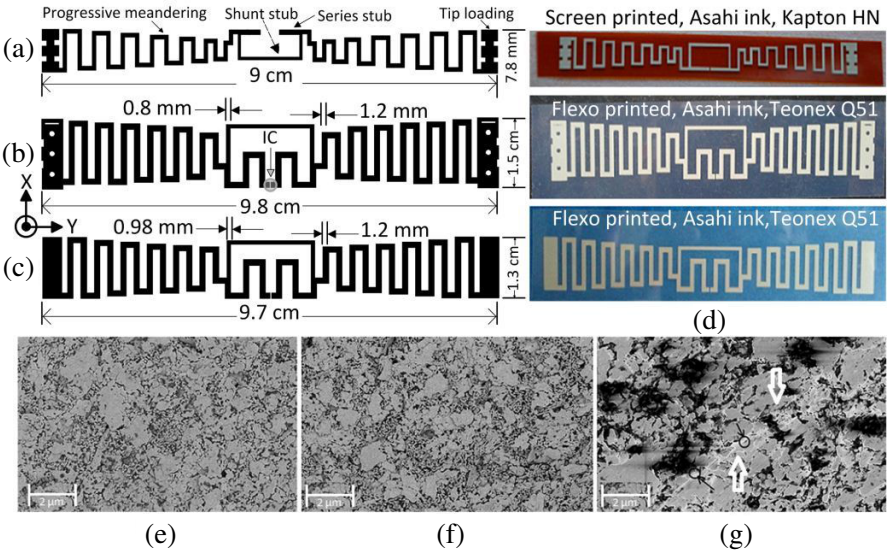 Progressive meandering
Shunt stub
Series stub
Tip loading
(a)
9 cm
7.8 mm
Screen printed, Asahi ink, Kapton HN
0.8 mm
1.2 mm
IC
(b)
1.5 cm
9.8 cm
Flexo printed, Asahi ink,Teonex Q51
X
Y
0.98 mm
1.2 mm
(c)
1.3 cm
9.7 cm
Flexo printed, Asahi ink,Teonex Q51
(d)
2 μm
2 μm
2 μm
(e)
(f)
(g)